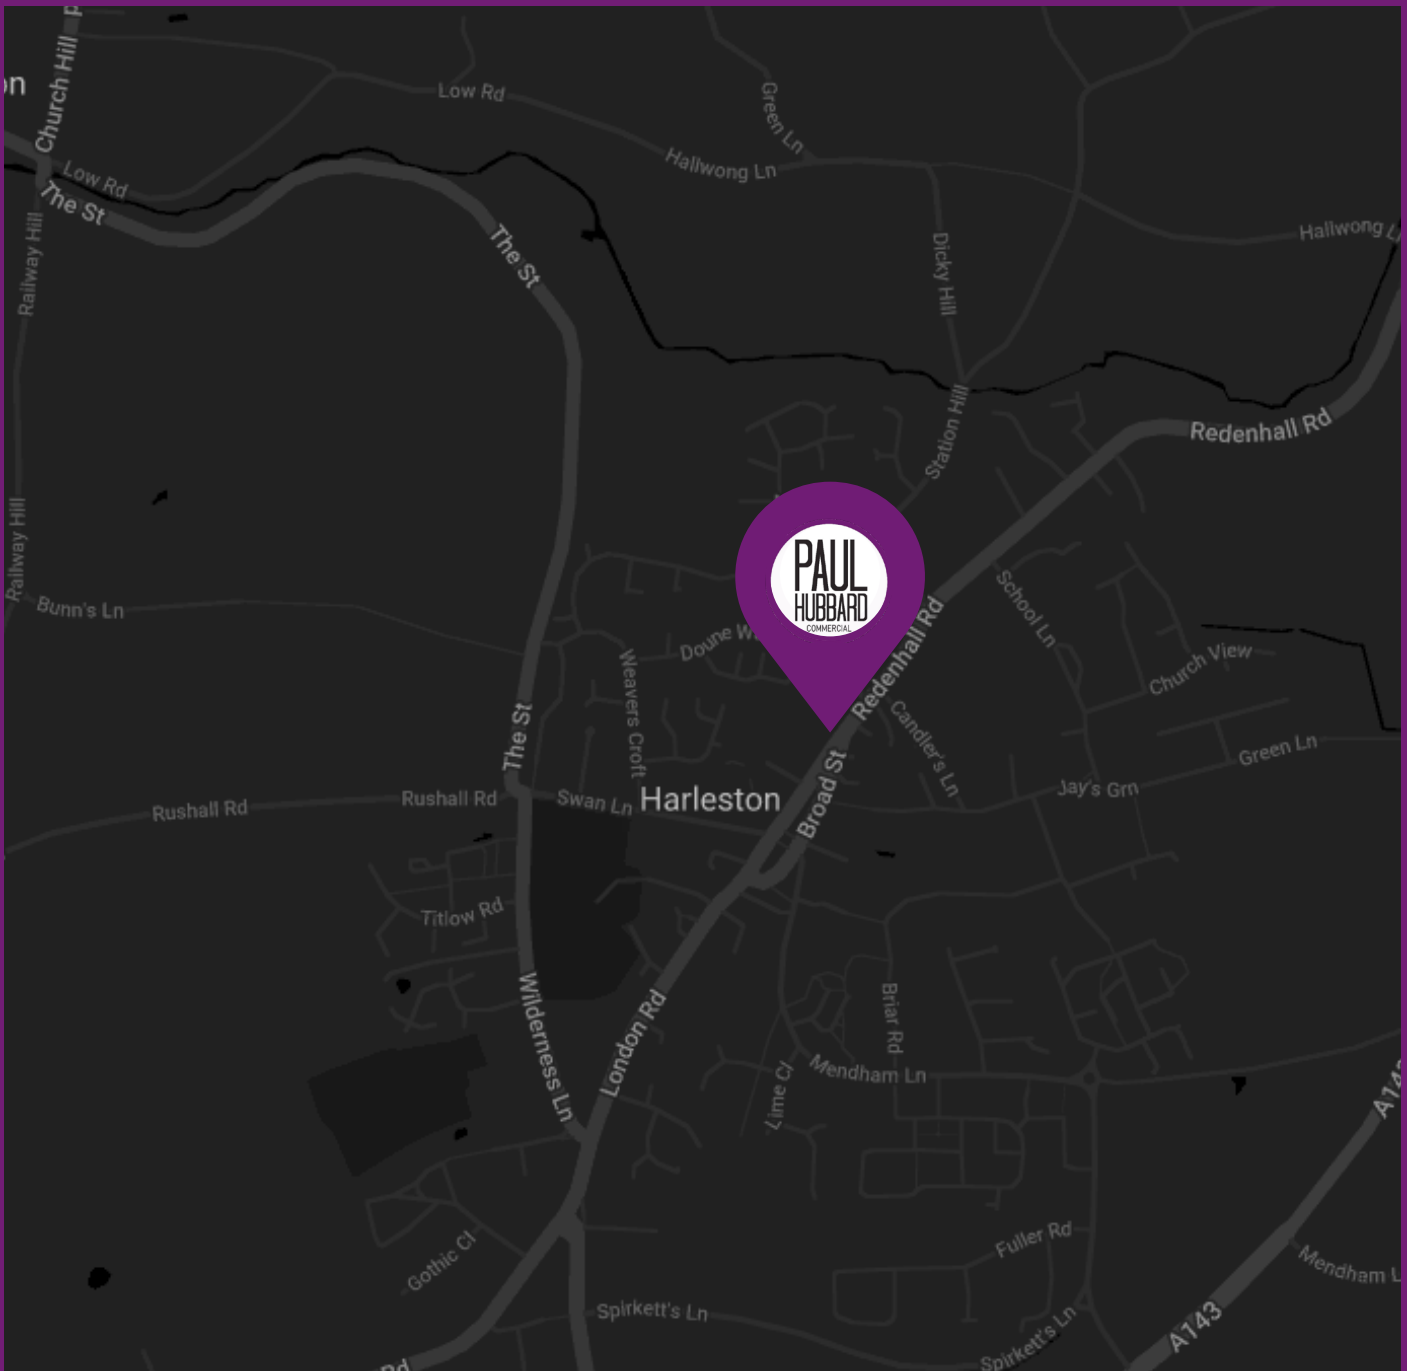 Church Hill
on
Low Rd
Green Ln
Hallwong Ln
Low Rd
The St
Railway Hill
The St
Dicky Hill
Hallwong L
Station Hill
Redenhall Rd
Railway Hill
Bunn's Ln
PAUL
HUBBARD
COMMERCIAL
School Ln
Doune W
Redenhall Rd
Church View
Weavers Croft
The St
Candler's Ln
Green Ln
Broad St
Jay's Grn
Rushall Rd
Rushall Rd
Swan Ln
Harleston
Titlow Rd
Wilderness Ln
London Rd
Briar Rd
Mendham Ln
Lime Cl
A143
Gothic Cl
Fuller Rd
Mendham L
Spirkett's Ln
Spirkett's Ln
A143
Rd